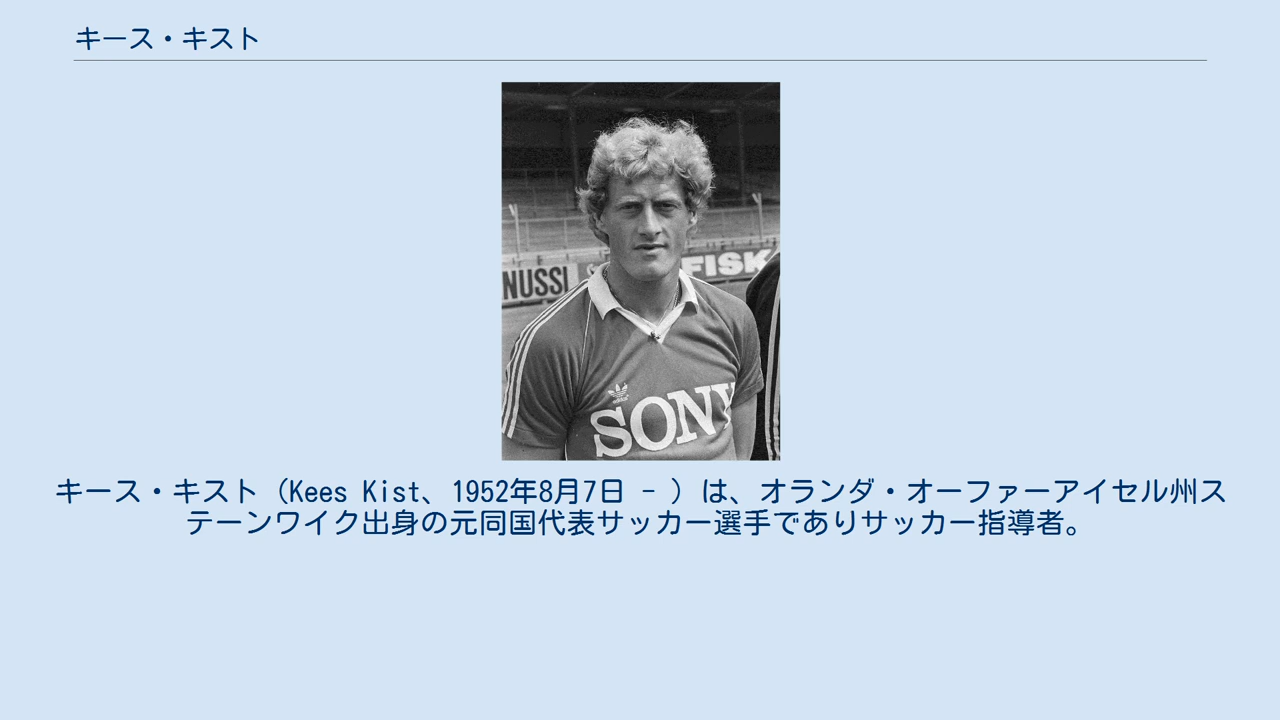 キース・キスト
NUSSI
FISK
adidas
SONY
キース・キスト（Kees Kist、1952年8月7日 - ）は、オランダ・オーファーアイセル州ス
テーンワイク出身の元同国代表サッカー選手でありサッカー指導者。